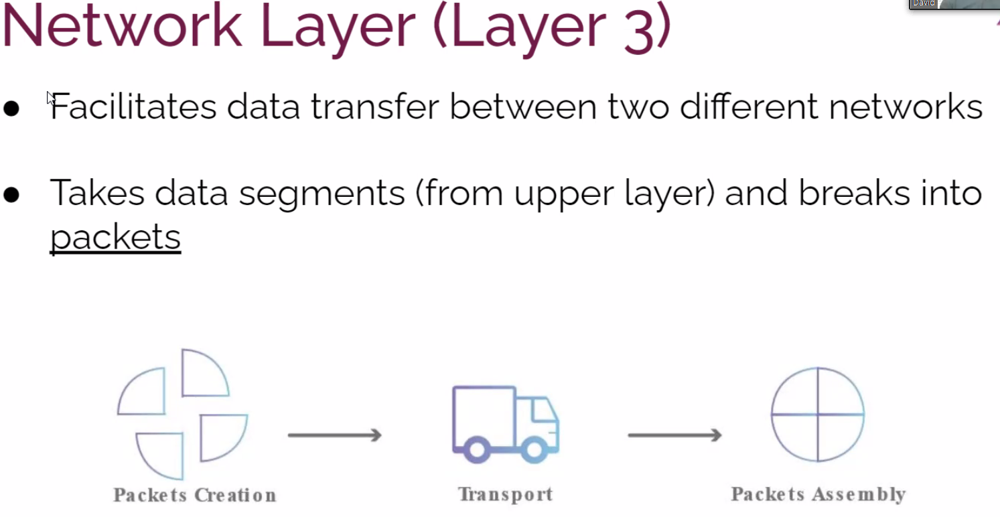 David
Network Layer (Layer 3)
● Facilitates data transfer between two different networks
● Takes data segments (from upper layer) and breaks into
packets
Packets Creation
Transport
Packets Assembly